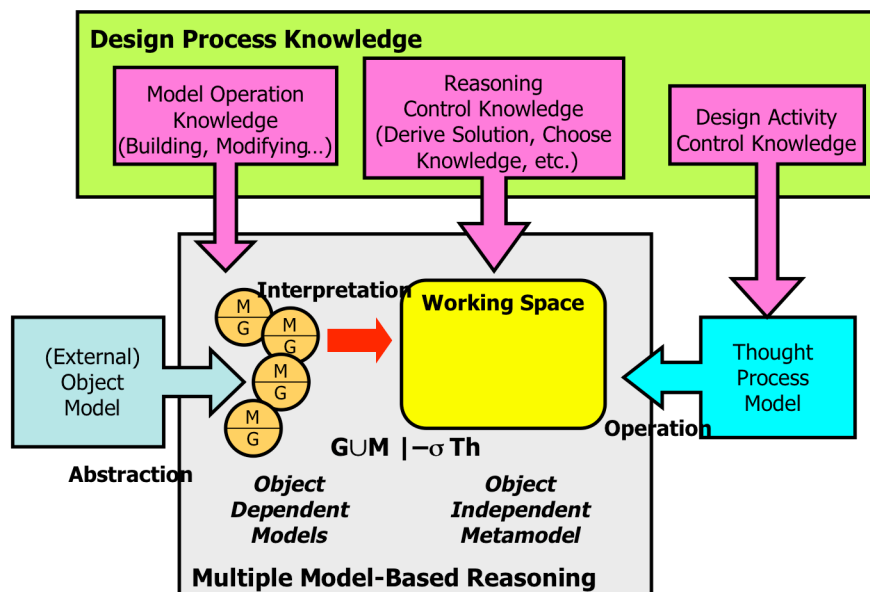 Design Process Knowledge
Model Operation
Knowledge
(Building, Modifying…)
Reasoning
Control Knowledge
(Derive Solution, Choose
Knowledge, etc.)
Design Activity
Control Knowledge
Interpretation
Working Space
M
G
M
G
M
G
M
G
(External)
Object
Model
Abstraction
Thought
Process
Model
Operation
G∪M |−σ Th
Object
Dependent
Models
Object
Independent
Metamodel
Multiple Model-Based Reasoning